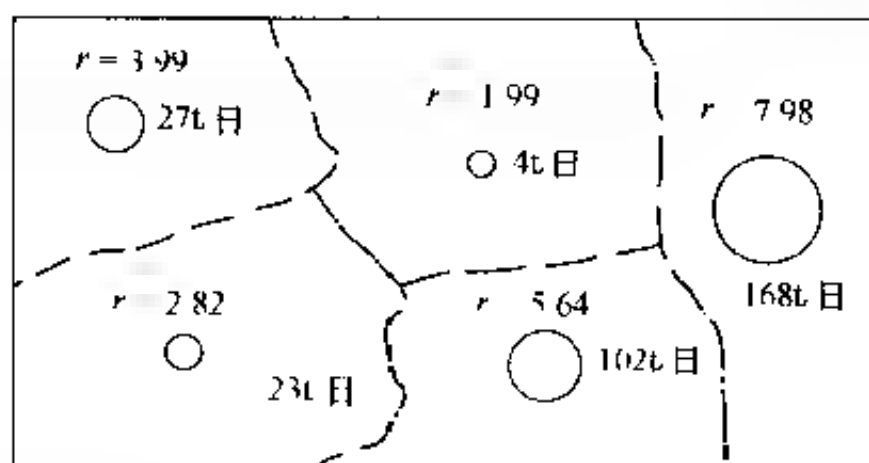 r = 3 99
27t 日
r 1 99
4t 日
r 7 98
168t 日
r 2 82
23t 日
r 5 64
102t 日